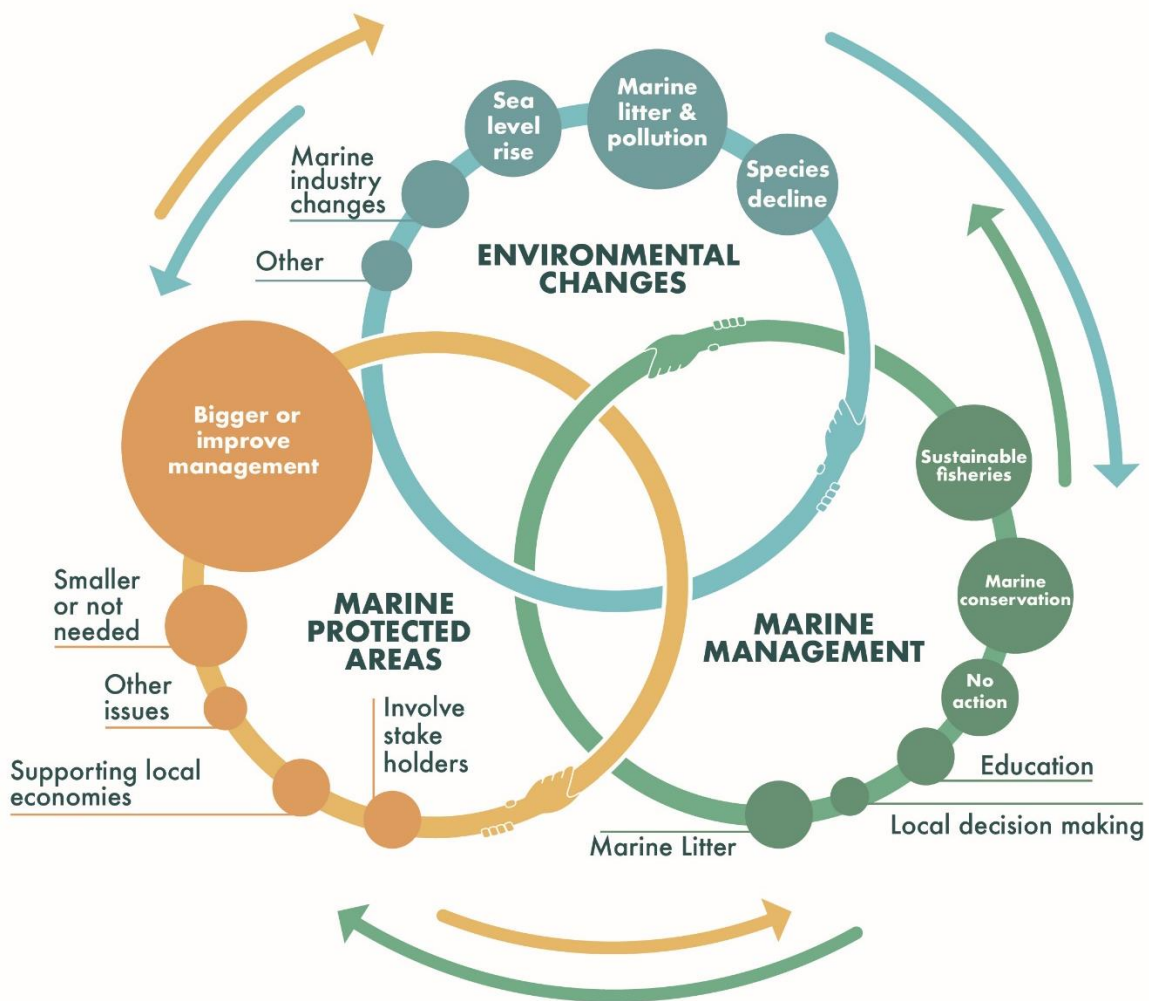 Sea
level
rise
Marine
litter &
pollution
Species
decline
Marine
industry
changes
Other
ENVIRONMENTAL
CHANGES
Bigger or
improve
management
Smaller
or not
needed
Other
issues
Supporting local
economies
Involve
stake
holders
MARINE
PROTECTED
AREAS
MARINE
MANAGEMENT
Sustainable
fisheries
Marine
conservation
No
action
Education
Local decision making
Marine Litter